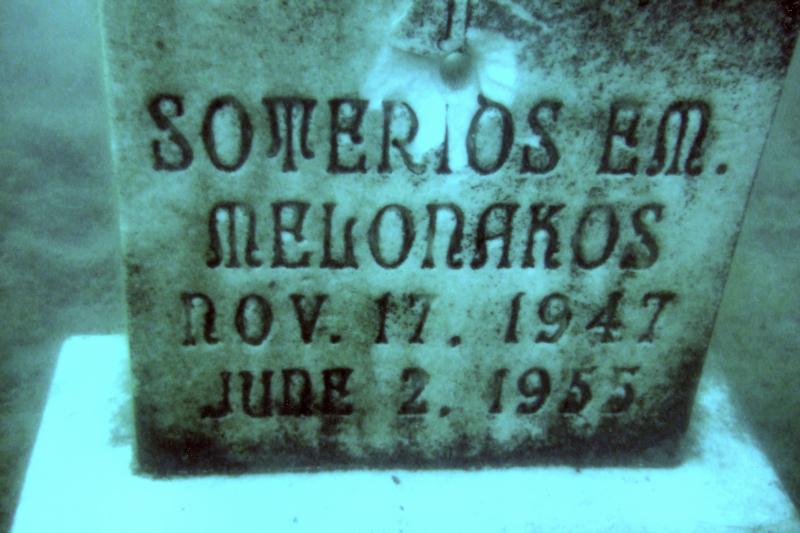 SOTERIOS EM.
MELONAKOS
NOV. 17. 1947
JUNE 2. 1955